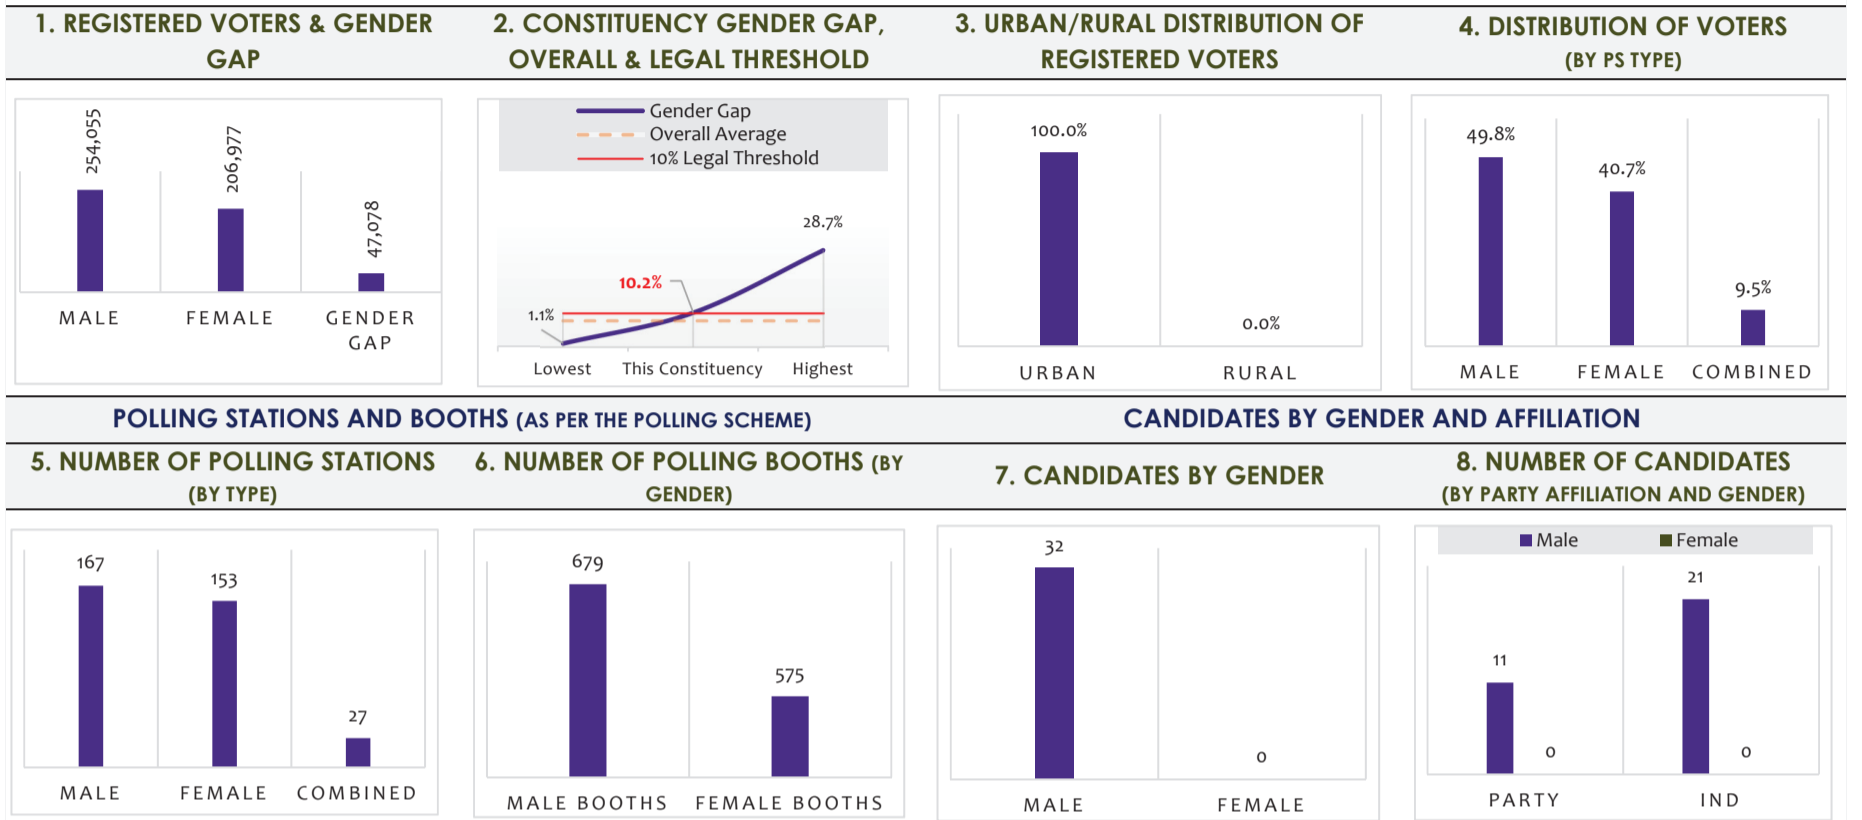 1. REGISTERED VOTERS & GENDER
GAP
2. CONSTITUENCY GENDER GAP,
OVERALL & LEGAL THRESHOLD
3. URBAN/RURAL DISTRIBUTION OF
REGISTERED VOTERS
4. DISTRIBUTION OF VOTERS
(BY PS TYPE)
254,055
206,977
47,078
MALE
FEMALE
GENDER
GAP
Gender Gap
Overall Average
10% Legal Threshold
28.7%
10.2%
1.1%
Lowest
This Constituency
Highest
100.0%
0.0%
URBAN
RURAL
49.8%
40.7%
9.5%
MALE
FEMALE
COMBINED
POLLING STATIONS AND BOOTHS (AS PER THE POLLING SCHEME)
CANDIDATES BY GENDER AND AFFILIATION
5. NUMBER OF POLLING STATIONS
(BY TYPE)
6. NUMBER OF POLLING BOOTHS (BY
GENDER)
7. CANDIDATES BY GENDER
8. NUMBER OF CANDIDATES
(BY PARTY AFFILIATION AND GENDER)
167
153
27
MALE
FEMALE
COMBINED
679
575
MALE BOOTHS
FEMALE BOOTHS
32
0
MALE
FEMALE
Male
Female
11
0
21
0
PARTY
IND